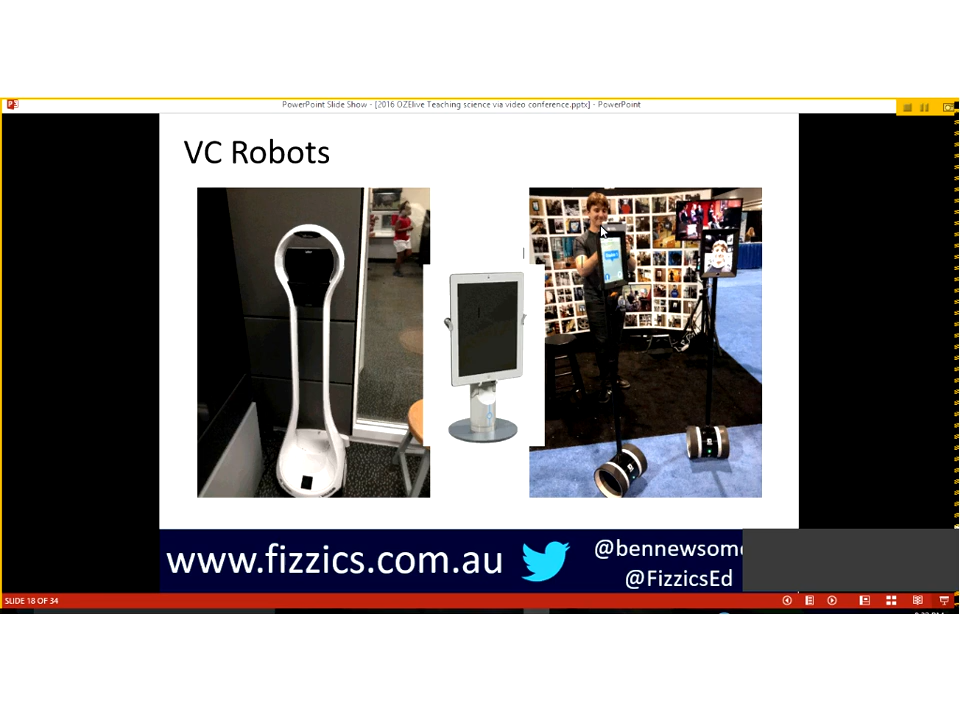 PowerPoint Slide Show - [2016 OZElive Teaching science via video conference.pptx] - PowerPoint
VC Robots
www.fizzics.com.au
@bennewsome
@FizzicsEd
SLIDE 18 OF 34